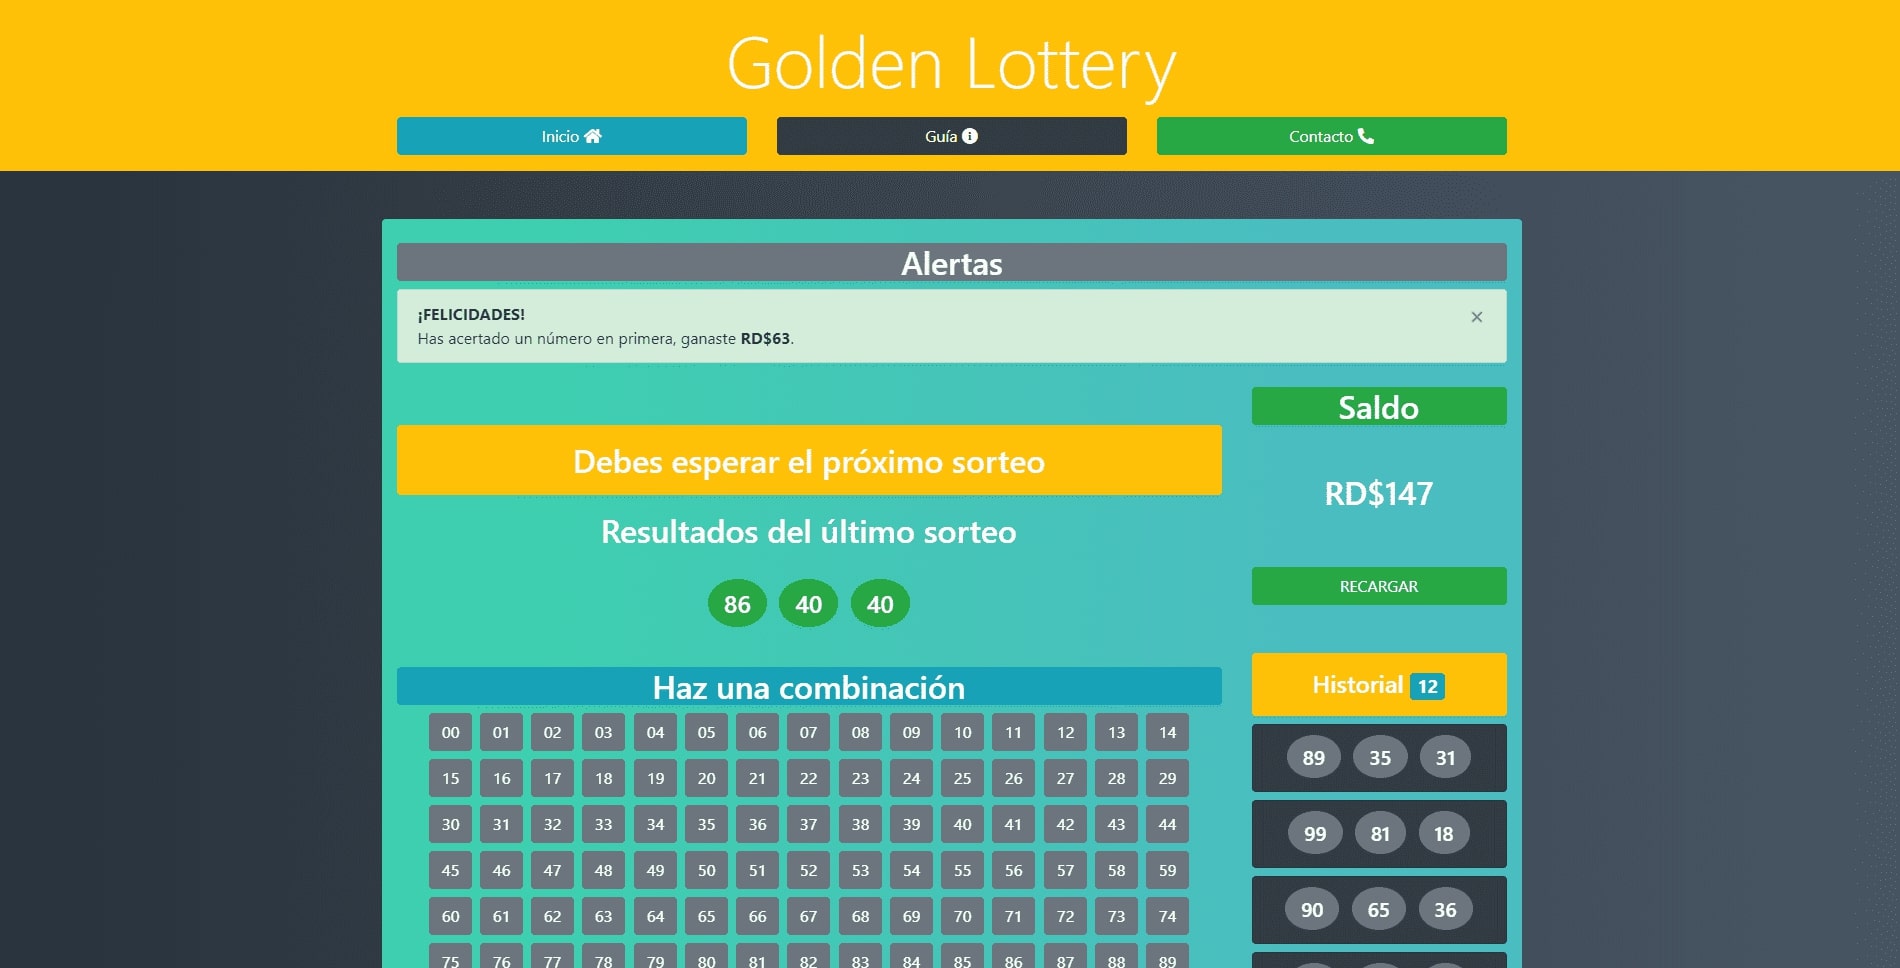 Golden Lottery
Inicio
Guía
Contacto
Alertas
¡FELICIDADES!
Has acertado un número en primera, ganaste RD$63.
×
Debes esperar el próximo sorteo
Resultados del último sorteo
86 40 40
Haz una combinación
00 01 02 03 04 05 06 07 08 09 10 11 12 13 14
15 16 17 18 19 20 21 22 23 24 25 26 27 28 29
30 31 32 33 34 35 36 37 38 39 40 41 42 43 44
45 46 47 48 49 50 51 52 53 54 55 56 57 58 59
60 61 62 63 64 65 66 67 68 69 70 71 72 73 74
75 76 77 78 79 80 81 82 83 84 85 86 87 88 89
Saldo
RD$147
RECARGAR
Historial 12
89 35 31
99 81 18
90 65 36